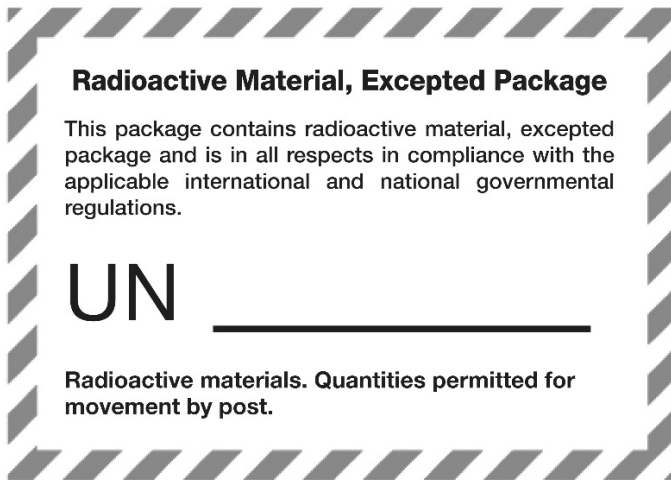 Radioactive Material, Excepted Package
This package contains radioactive material, excepted
package and is in all respects in compliance with the
applicable international and national governmental
regulations.
UN
Radioactive materials. Quantities permitted for
movement by post.